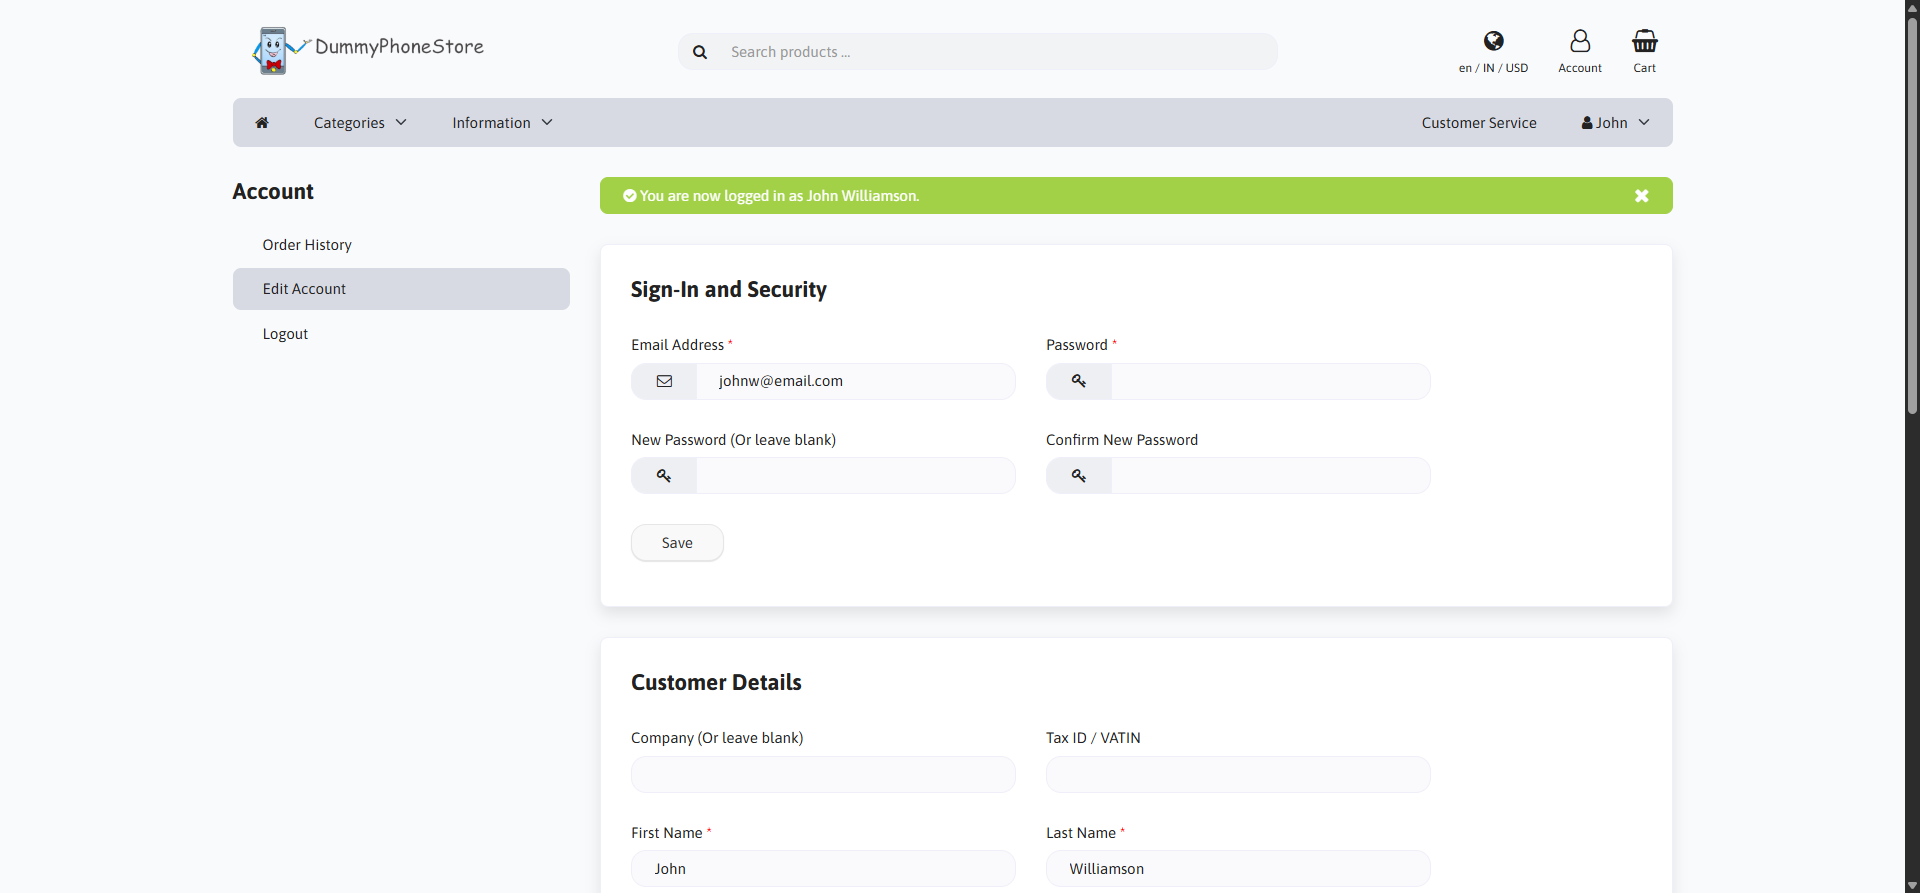 DummyPhoneStore
Search products ...
en / IN / USD
Account
Cart
Categories
Information
Customer Service
John
Account
Order History
Edit Account
Logout
You are now logged in as John Williamson.
Sign-In and Security
Email Address *
Password *
johnw@email.com
New Password (Or leave blank)
Confirm New Password
Save
Customer Details
Company (Or leave blank)
Tax ID / VATIN
First Name *
Last Name *
John
Williamson